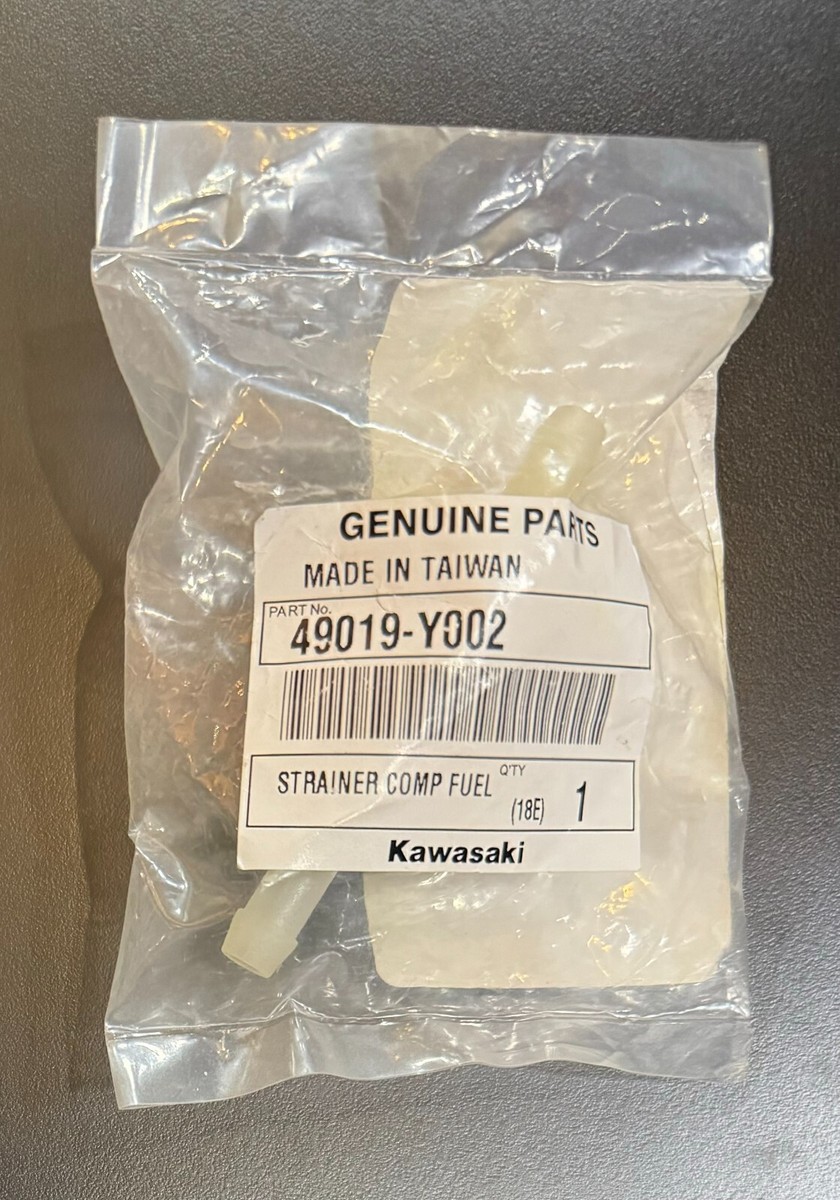 GENUINE PARTS
MADE IN TAIWAN
PART No.
49019-Y002
STRAINER COMP FUEL Q'TY
(18E) 1
Kawasaki